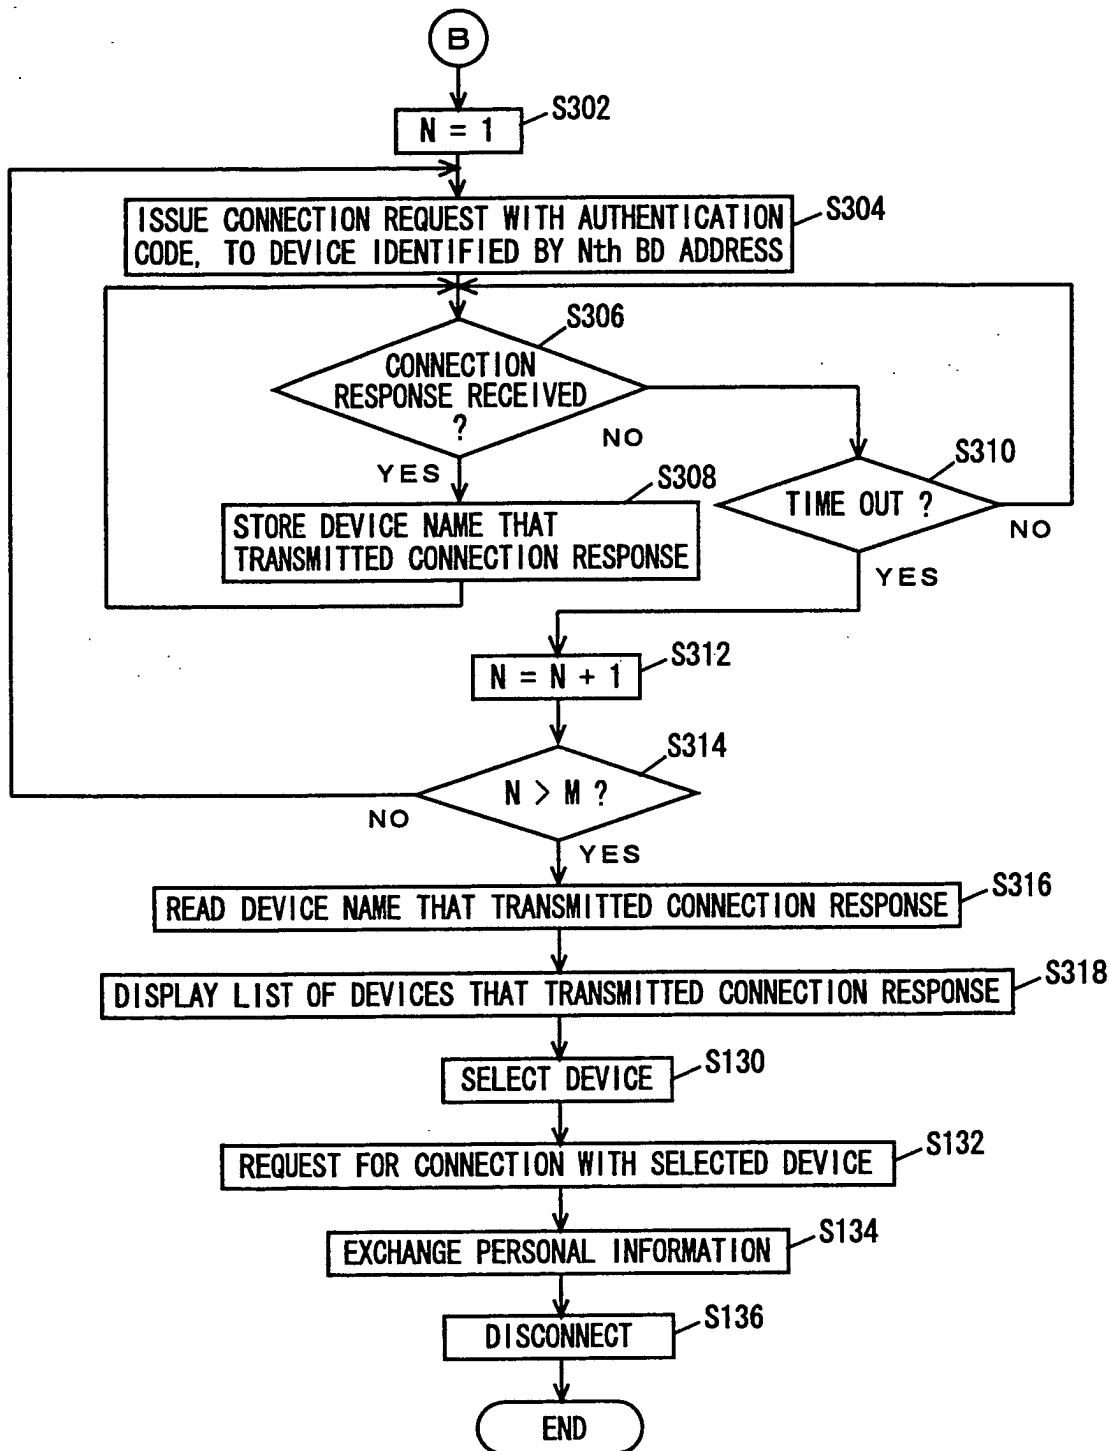 B
N = 1
S302
ISSUE CONNECTION REQUEST WITH AUTHENTICATION
CODE, TO DEVICE IDENTIFIED BY Nth BD ADDRESS
S304
S306
CONNECTION
RESPONSE RECEIVED
?
NO
YES
S308
S310
TIME OUT ?
NO
YES
STORE DEVICE NAME THAT
TRANSMITTED CONNECTION RESPONSE
S312
N = N + 1
S314
N > M ?
NO
YES
S316
READ DEVICE NAME THAT TRANSMITTED CONNECTION RESPONSE
S318
DISPLAY LIST OF DEVICES THAT TRANSMITTED CONNECTION RESPONSE
S130
SELECT DEVICE
S132
REQUEST FOR CONNECTION WITH SELECTED DEVICE
S134
EXCHANGE PERSONAL INFORMATION
S136
DISCONNECT
END